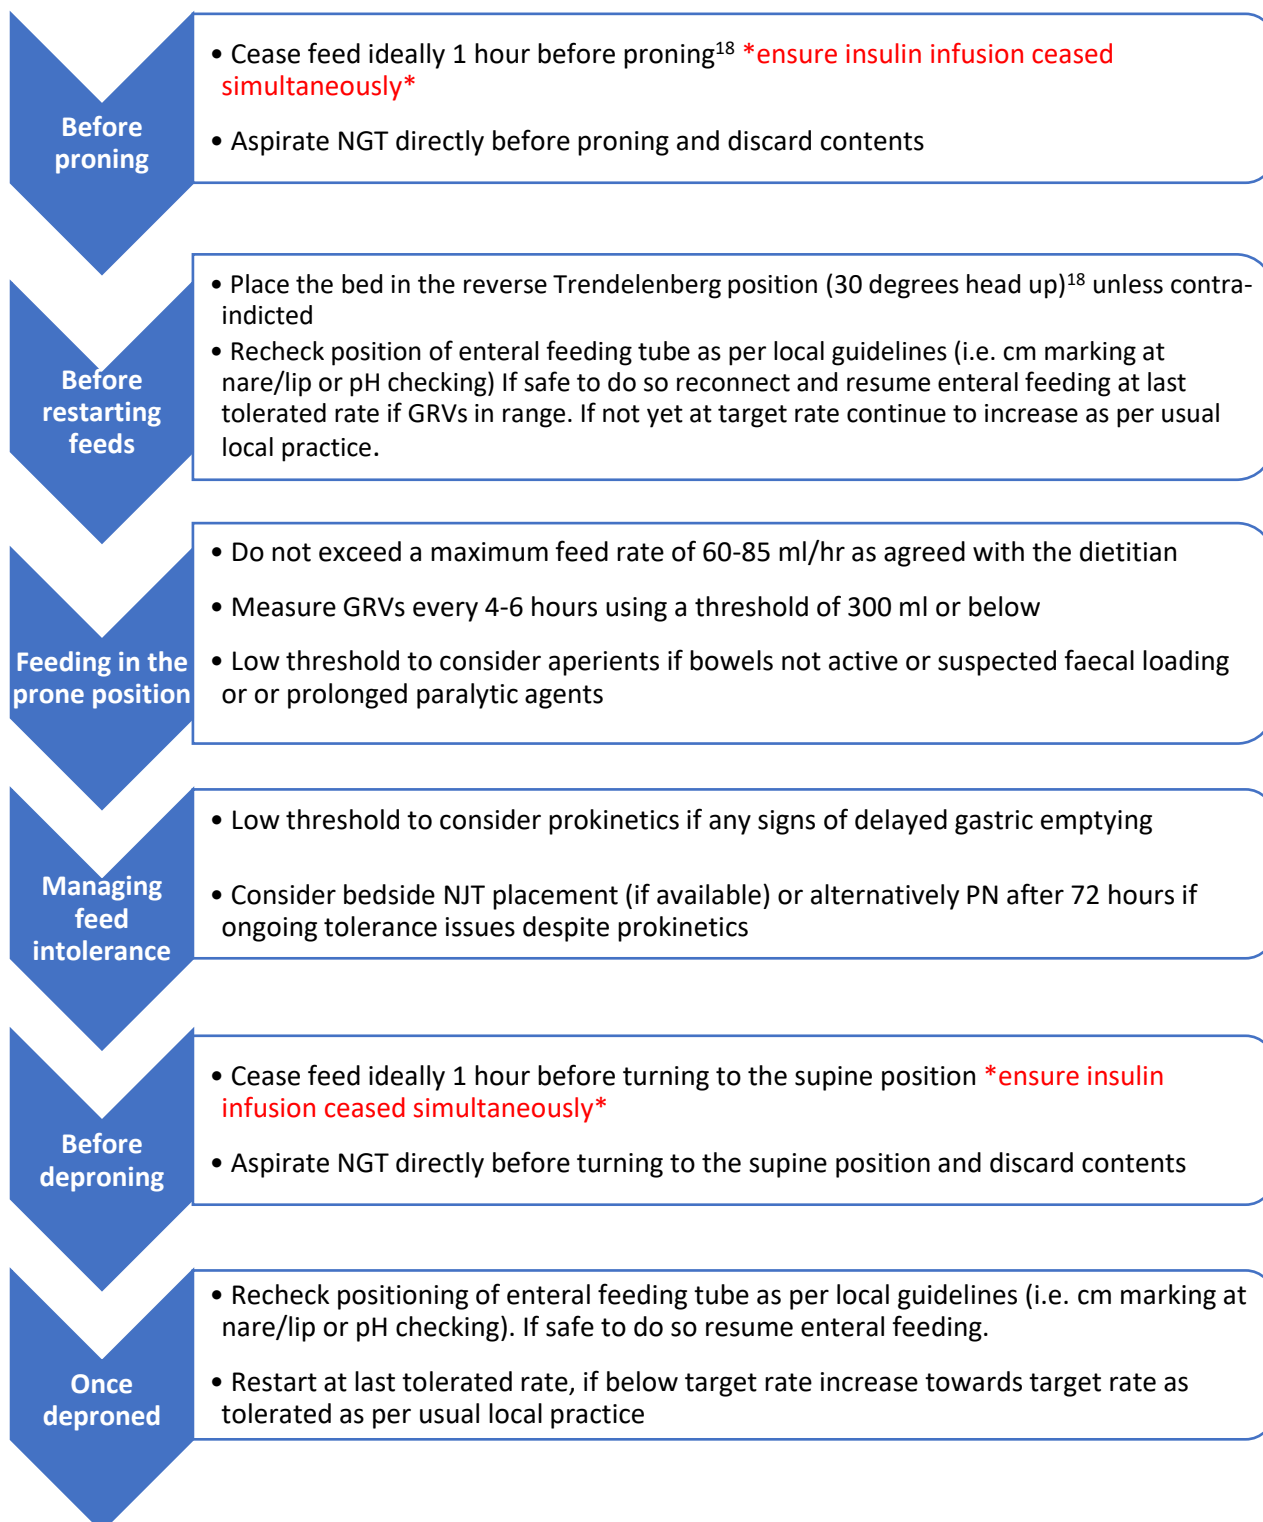 Before
proning
• Cease feed ideally 1 hour before proning18 *ensure insulin infusion ceased
simultaneously*
• Aspirate NGT directly before proning and discard contents
Before
restarting
feeds
• Place the bed in the reverse Trendelenberg position (30 degrees head up)18 unless contra-
indicted
• Recheck position of enteral feeding tube as per local guidelines (i.e. cm marking at
nare/lip or pH checking) If safe to do so reconnect and resume enteral feeding at last
tolerated rate if GRVs in range. If not yet at target rate continue to increase as per usual
local practice.
Feeding in the
prone position
• Do not exceed a maximum feed rate of 60-85 ml/hr as agreed with the dietitian
• Measure GRVs every 4-6 hours using a threshold of 300 ml or below
• Low threshold to consider aperients if bowels not active or suspected faecal loading
or or prolonged paralytic agents
Managing
feed
intolerance
• Low threshold to consider prokinetics if any signs of delayed gastric emptying
• Consider bedside NJT placement (if available) or alternatively PN after 72 hours if
ongoing tolerance issues despite prokinetics
Before
deproning
• Cease feed ideally 1 hour before turning to the supine position *ensure insulin
infusion ceased simultaneously*
• Aspirate NGT directly before turning to the supine position and discard contents
Once
deproned
• Recheck positioning of enteral feeding tube as per local guidelines (i.e. cm marking at
nare/lip or pH checking). If safe to do so resume enteral feeding.
• Restart at last tolerated rate, if below target rate increase towards target rate as
tolerated as per usual local practice